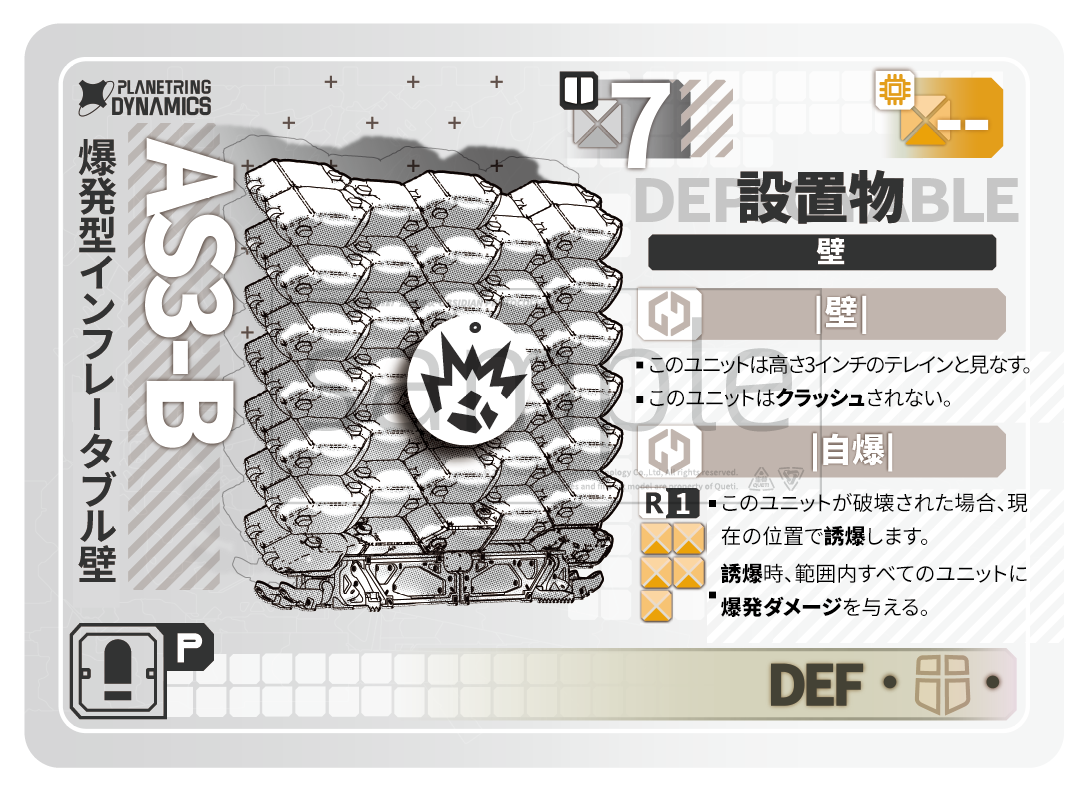 PLANETRING
DYNAMICS
爆発型インフレータブル壁
AS3-B
7
--
設置物
壁
|壁|
▪このユニットは高さ3インチのテレインと見なす。
▪このユニットはクラッシュされない。
|自爆|
R 1
▪このユニットが破壊された場合、現
在の位置で誘爆します。
▪誘爆時、範囲内すべてのユニットに
爆発ダメージを与える。
P
DEF • •